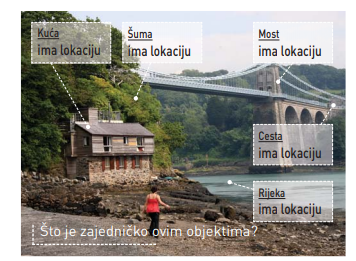 Kuća
ima lokaciju
Šuma
ima lokaciju
Most
ima lokaciju
Cesta
ima lokaciju
Rijeka
ima lokaciju
Što je zajedničko ovim objektima?